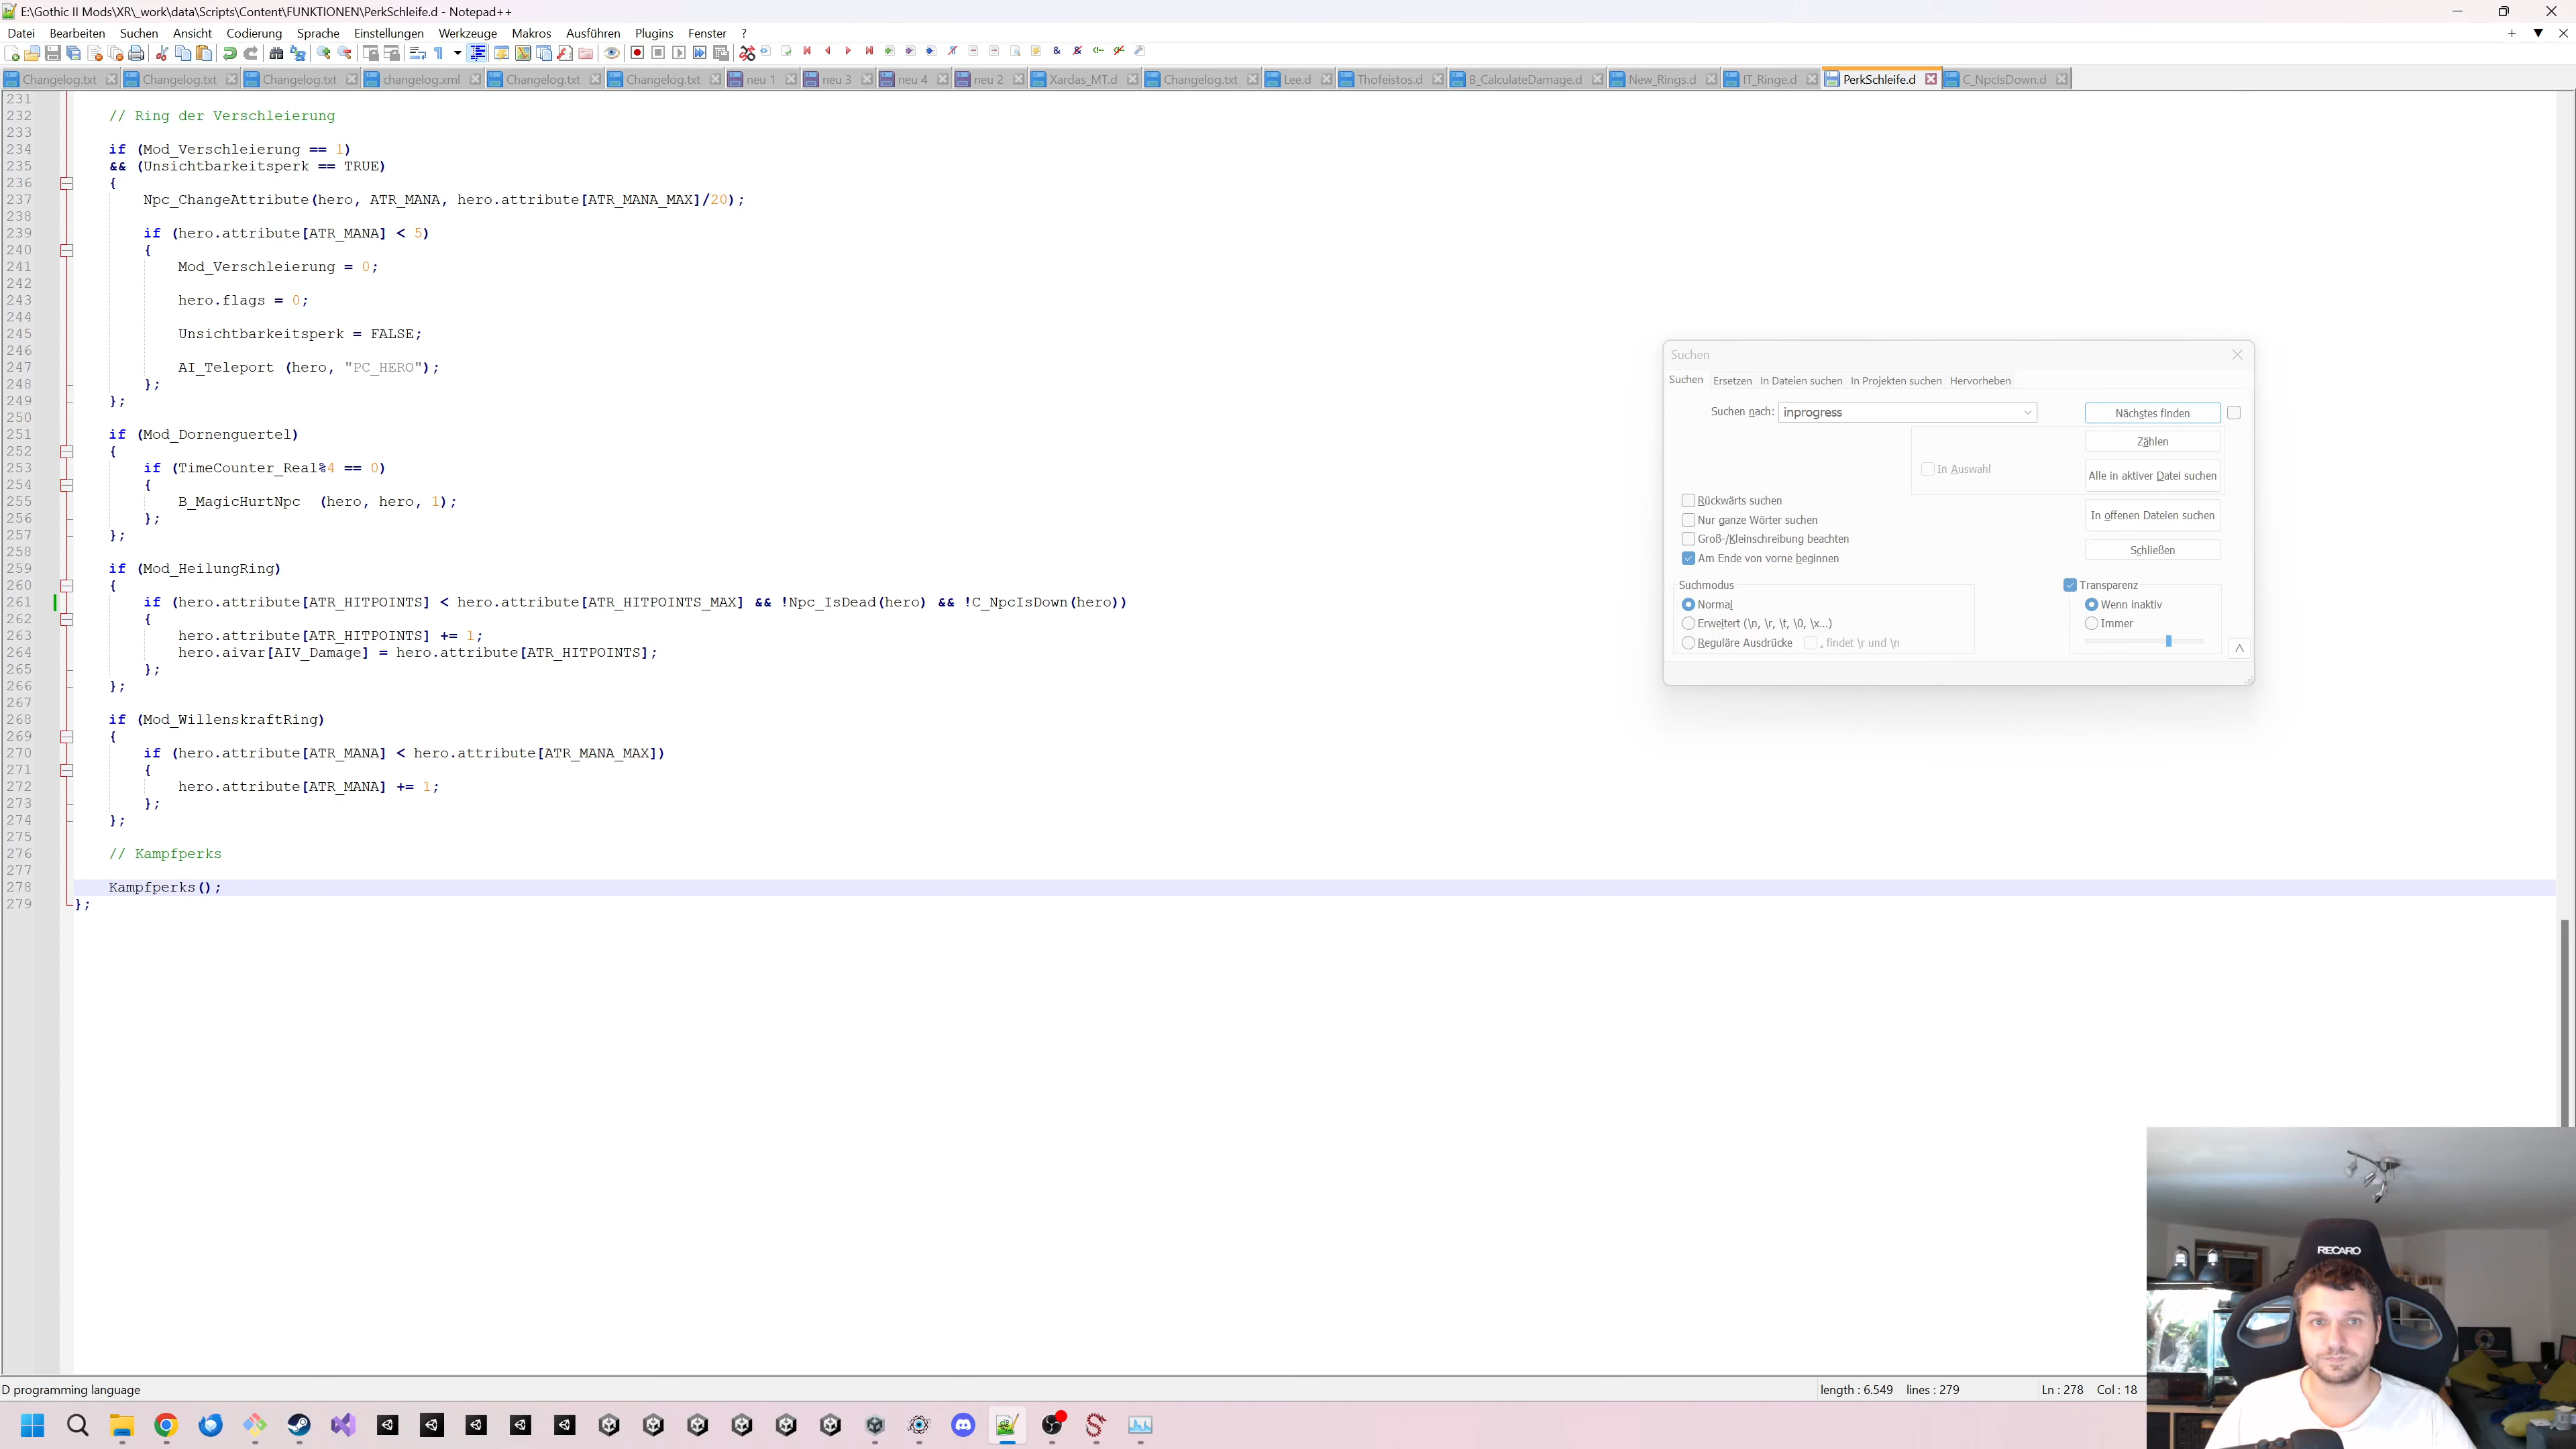 E:\Gothic II Mods\XR\_work\data\Scripts\Content\FUNKTIONEN\PerkSchleife.d - Notepad++
Datei Bearbeiten Suchen Ansicht Codierung Sprache Einstellungen Werkzeuge Makros Ausführen Plugins Fenster ?
Changelog.txt Changelog.txt Changelog.txt changelog.xml Changelog.txt Changelog.txt neu 1 neu 3 neu 4 neu 2 Xardas_MT.d Changelog.txt Lee.d Thofeistos.d B_CalculateDamage.d New_Rings.d IT_Ringe.d PerkSchleife.d C_NpcIsDown.d
231
232 // Ring der Verschleierung
233
234 if (Mod_Verschleierung == 1)
235 && (Unsichtbarkeitsperk == TRUE)
236 {
237 Npc_ChangeAttribute(hero, ATR_MANA, hero.attribute[ATR_MANA_MAX]/20);
238
239 if (hero.attribute[ATR_MANA] < 5)
240 {
241 Mod_Verschleierung = 0;
242
243 hero.flags = 0;
244
245 Unsichtbarkeitsperk = FALSE;
246
247 AI_Teleport (hero, "PC_HERO");
248 };
249 };
250
251 if (Mod_Dornenguertel)
252 {
253 if (TimeCounter_Real%4 == 0)
254 {
255 B_MagicHurtNpc (hero, hero, 1);
256 };
257 };
258
259 if (Mod_HeilungRing)
260 {
261 if (hero.attribute[ATR_HITPOINTS] < hero.attribute[ATR_HITPOINTS_MAX] && !Npc_IsDead(hero) && !C_NpcIsDown(hero))
262 {
263 hero.attribute[ATR_HITPOINTS] += 1;
264 hero.aivar[AIV_Damage] = hero.attribute[ATR_HITPOINTS];
265 };
266 };
267
268 if (Mod_WillenskraftRing)
269 {
270 if (hero.attribute[ATR_MANA] < hero.attribute[ATR_MANA_MAX])
271 {
272 hero.attribute[ATR_MANA] += 1;
273 };
274 };
275
276 // Kampfperks
277
278 Kampfperks();
279 };
Suchen
Suchen Ersetzen In Dateien suchen In Projekten suchen Hervorheben
Suchen nach: inprogress Nächstes finden
Zählen
In Auswahl Alle in aktiver Datei suchen
Rückwärts suchen
Nur ganze Wörter suchen In offenen Dateien suchen
Groß-/Kleinschreibung beachten
Am Ende von vorne beginnen Schließen
Suchmodus Transparenz
Normal Wenn inaktiv
Erweitert (\n, \r, \t, \0, \x...) Immer
Reguläre Ausdrücke . findet \r und \n
RECARO
D programming language length : 6.549 lines : 279 Ln : 278 Col : 18